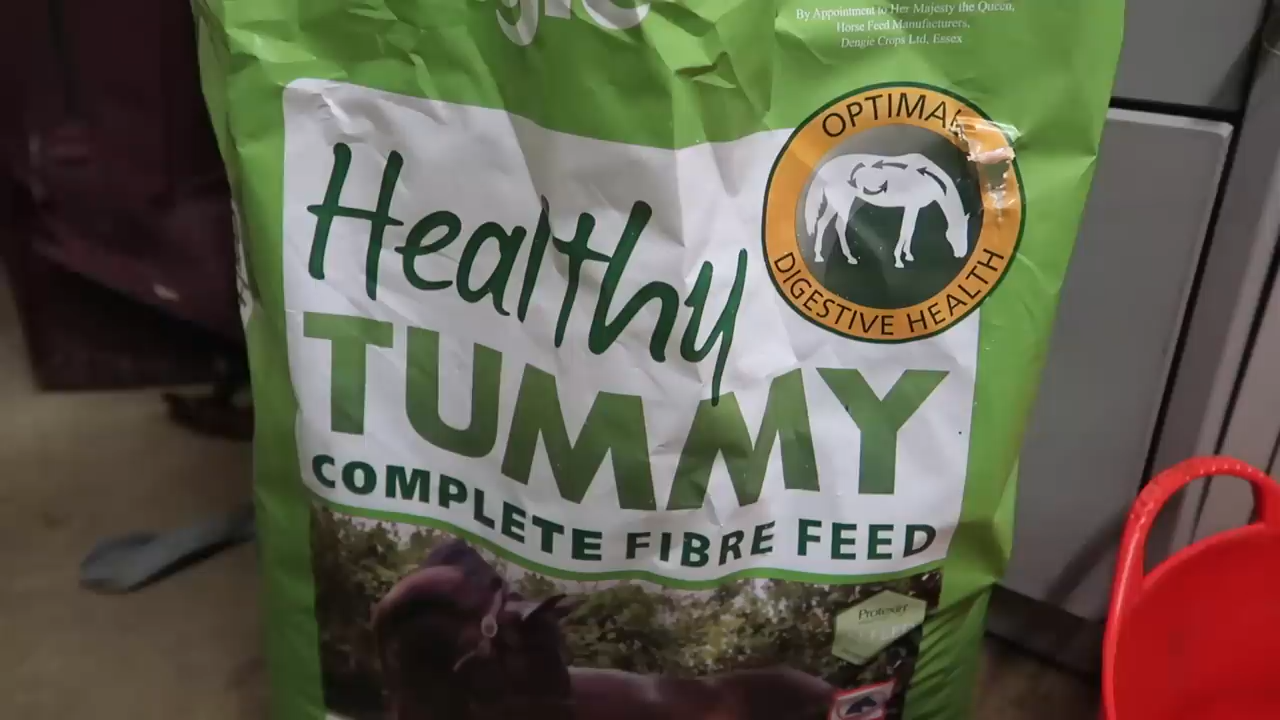 By Appointment to Her Majesty the Queen,
Horse Feed Manufacturers,
Dengie Crops Ltd, Essex
OPTIMAL
DIGESTIVE HEALTH
Healthy
TUMMY
COMPLETE FIBRE FEED
Protexin